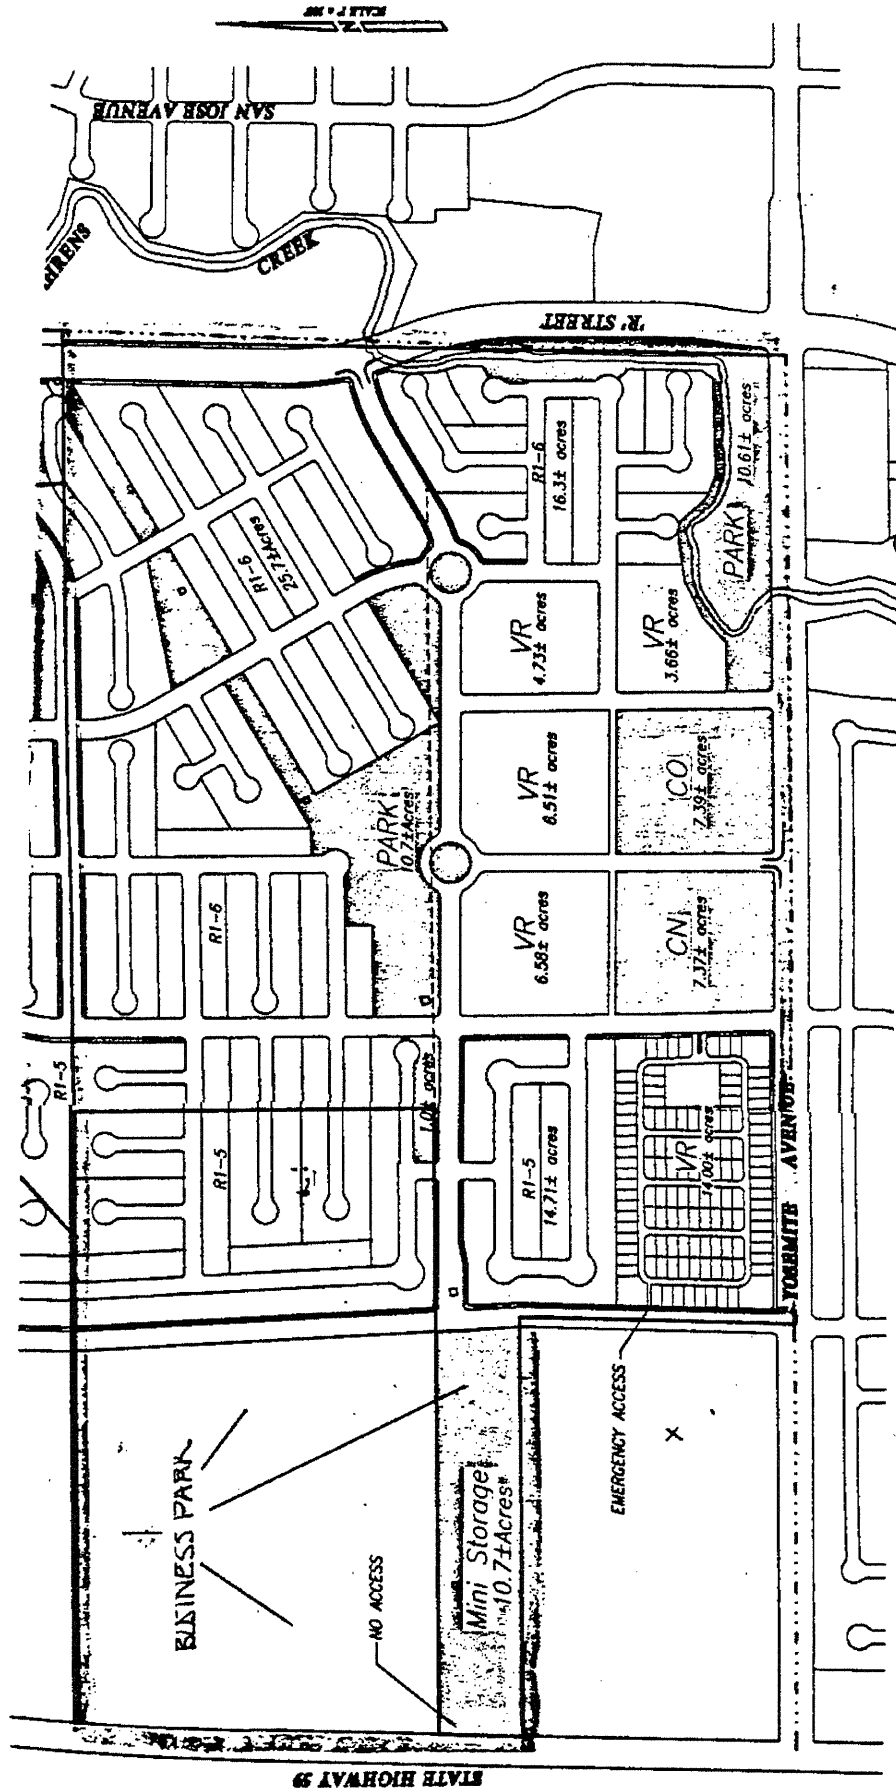 SAN JOSE AVENUE
CREEK
'R' STREET
R1-6
25.7±Acres
R1-6
16.3± acres
PARK
10.61± acres
VR
4.73± acres
VR
3.66± acres
VR
6.51± acres
CO
7.39± acres
PARK
10.7±Acres
R1-6
VR
6.58± acres
CN
7.37± acres
R1-5
R1-5
1.0± acres
R1-5
14.71± acres
VR
14.00± acres
YOSEMITE AVENUE
EMERGENCY ACCESS
BUSINESS PARK
NO ACCESS
Mini Storage
10.7±Acres
X
STATE HIGHWAY 59